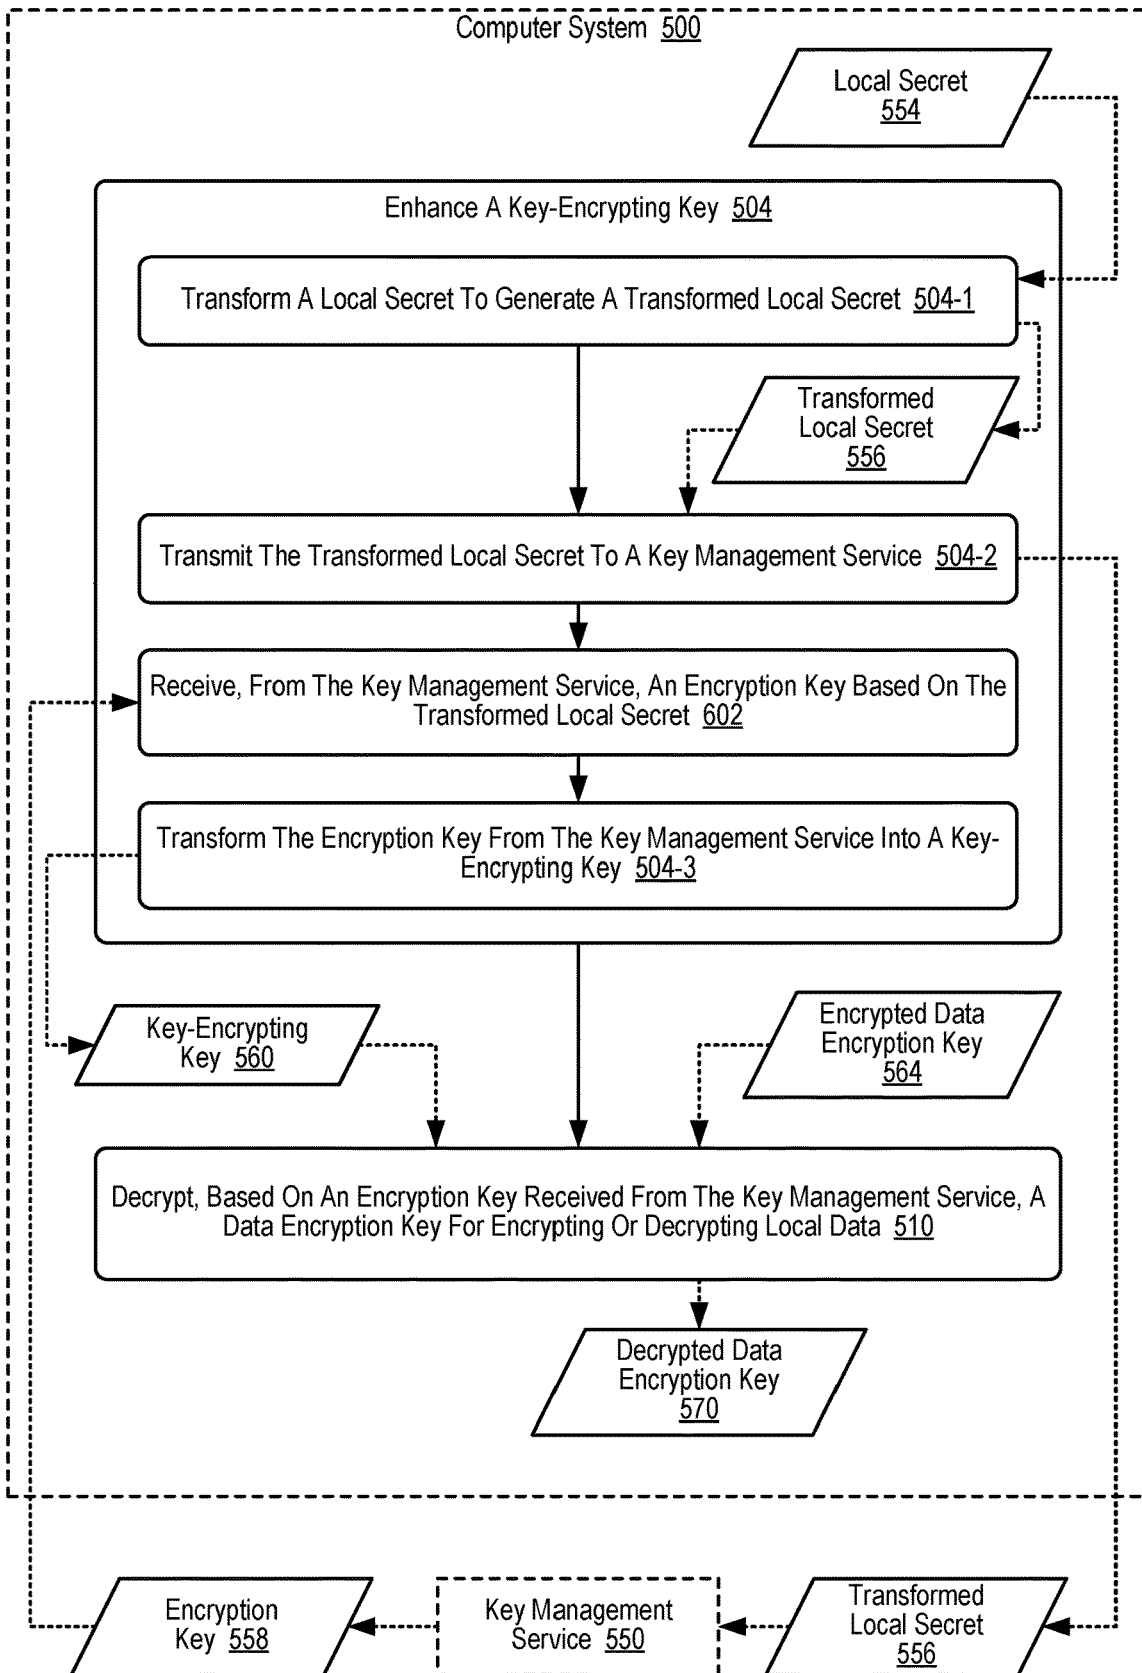 Computer System 500
Local Secret
554
Enhance A Key-Encrypting Key 504
Transform A Local Secret To Generate A Transformed Local Secret 504-1
Transformed
Local Secret
556
Transmit The Transformed Local Secret To A Key Management Service 504-2
Receive, From The Key Management Service, An Encryption Key Based On The
Transformed Local Secret 602
Transform The Encryption Key From The Key Management Service Into A Key-
Encrypting Key 504-3
Key-Encrypting
Key 560
Encrypted Data
Encryption Key
564
Decrypt, Based On An Encryption Key Received From The Key Management Service, A
Data Encryption Key For Encrypting Or Decrypting Local Data 510
Decrypted Data
Encryption Key
570
Encryption
Key 558
Key Management
Service 550
Transformed
Local Secret
556